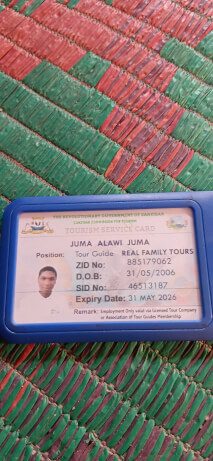 THE REVOLUTIONARY GOVERNMENT OF ZANZIBAR
TOURISM SERVICE CARD
JUMA ALAWI JUMA
Position: Tour Guide REAL FAMILY TOURS
ZID No: 885179062
D.O.B: 31/05/2006
SID No: 46513187
Expiry Date: 31 MAY 2026
Remark: Employment Only valid via licensed Tour Company
or Association of Tour Guides Membership